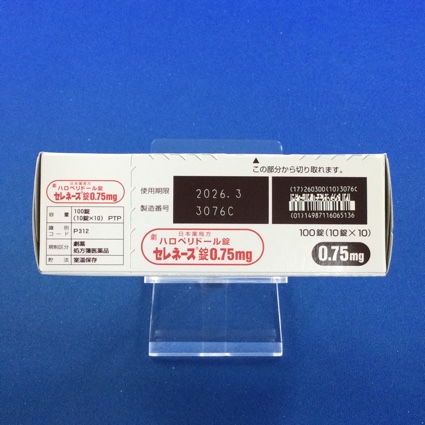 劇
日本薬局方
ハロペリドール錠
セレネース®錠0.75mg
容量 100錠 (10錠×10) PTP
識別コード P312
規制区分 劇薬 処方箋医薬品
貯法 室温保存
使用期限 2026.3
製造番号 3076C
この部分から切り取れます。
(17)260300(10)3076C
(01)14987116065136
日本薬局方
劇 ハロペリドール錠
セレネース®錠0.75mg
100錠(10錠×10)
0.75mg